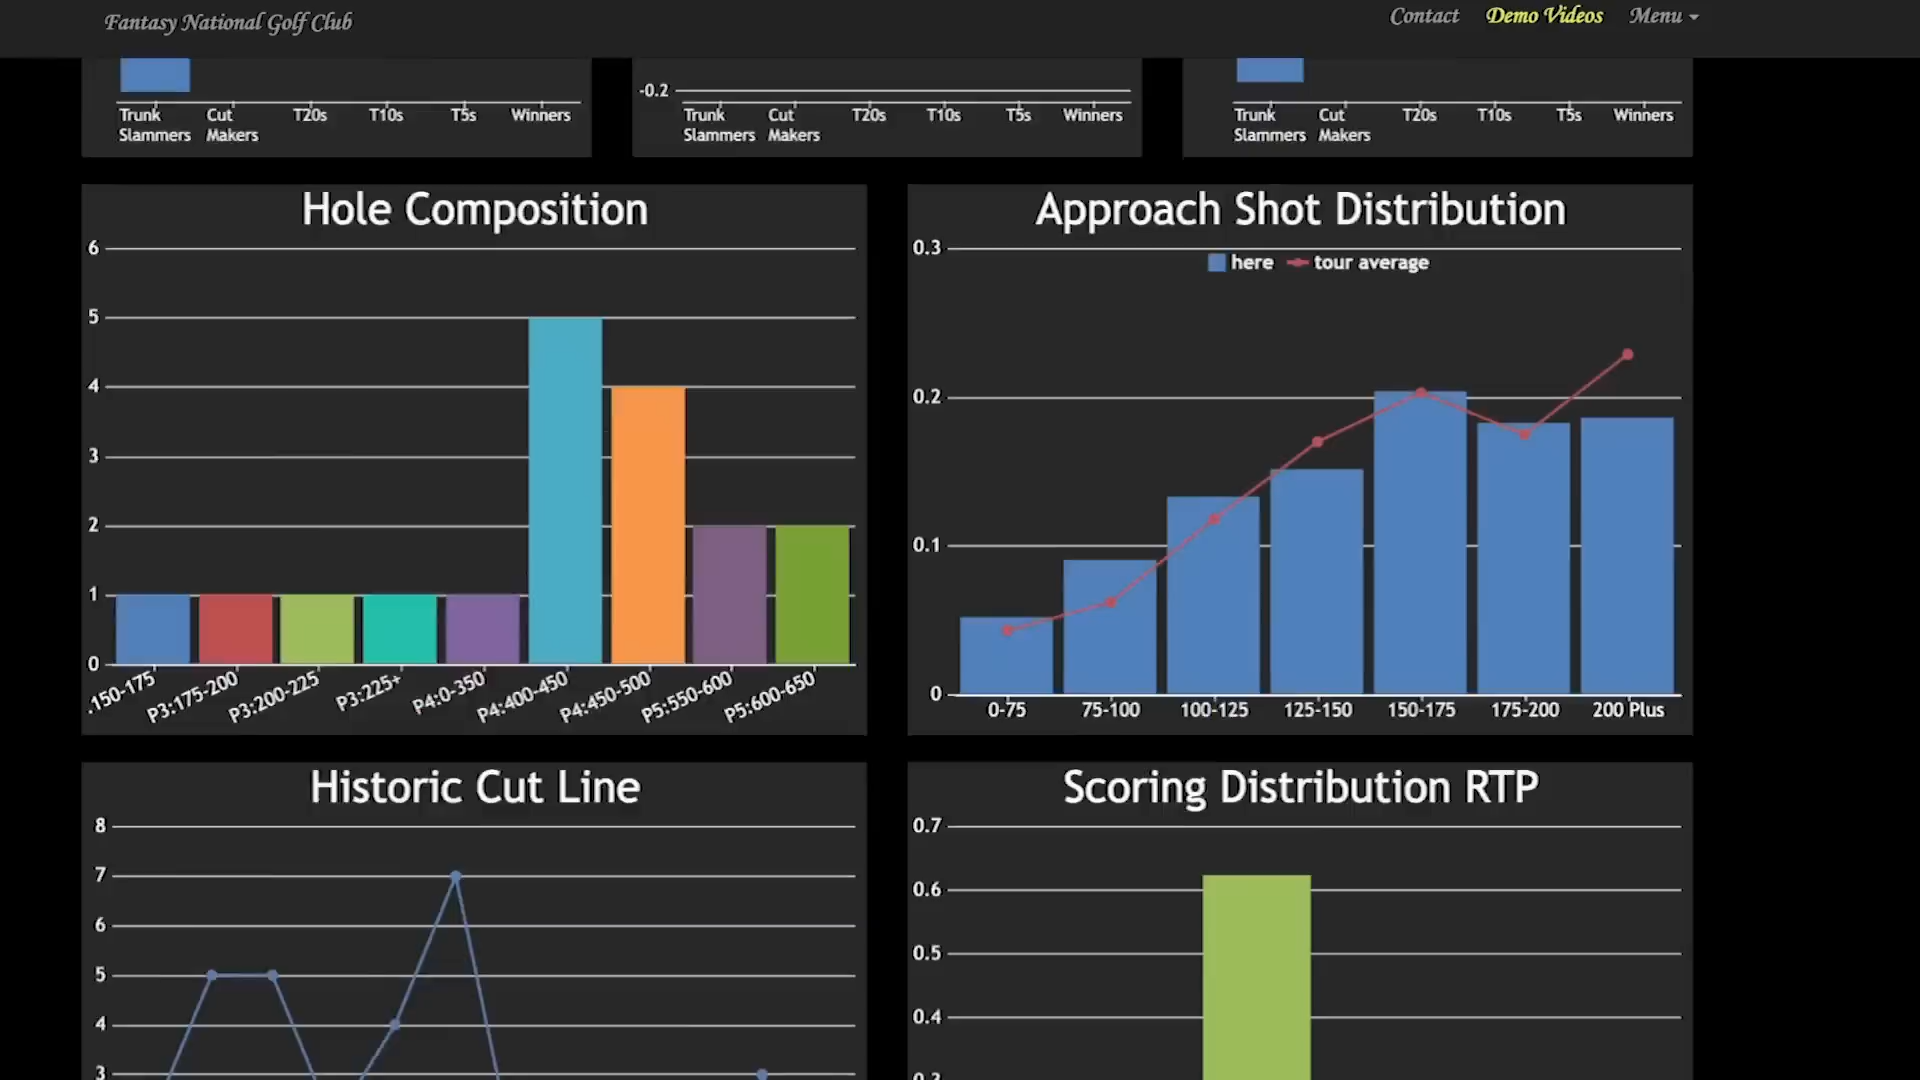 Fantasy National Golf Club
Contact Demo Videos Menu
Trunk Slammers Cut Makers T20s T10s T5s Winners
-0.2
Trunk Slammers Cut Makers T20s T10s T5s Winners
Trunk Slammers Cut Makers T20s T10s T5s Winners
Hole Composition
6
5
4
3
2
1
0
.150-175 P3:175-200 P3:200-225 P3:225+ P4:0-350 P4:400-450 P4:450-500 P5:550-600 P5:600-650
Approach Shot Distribution
here tour average
0.3
0.2
0.1
0
0-75 75-100 100-125 125-150 150-175 175-200 200 Plus
Historic Cut Line
8
7
6
5
4
3
Scoring Distribution RTP
0.7
0.6
0.5
0.4